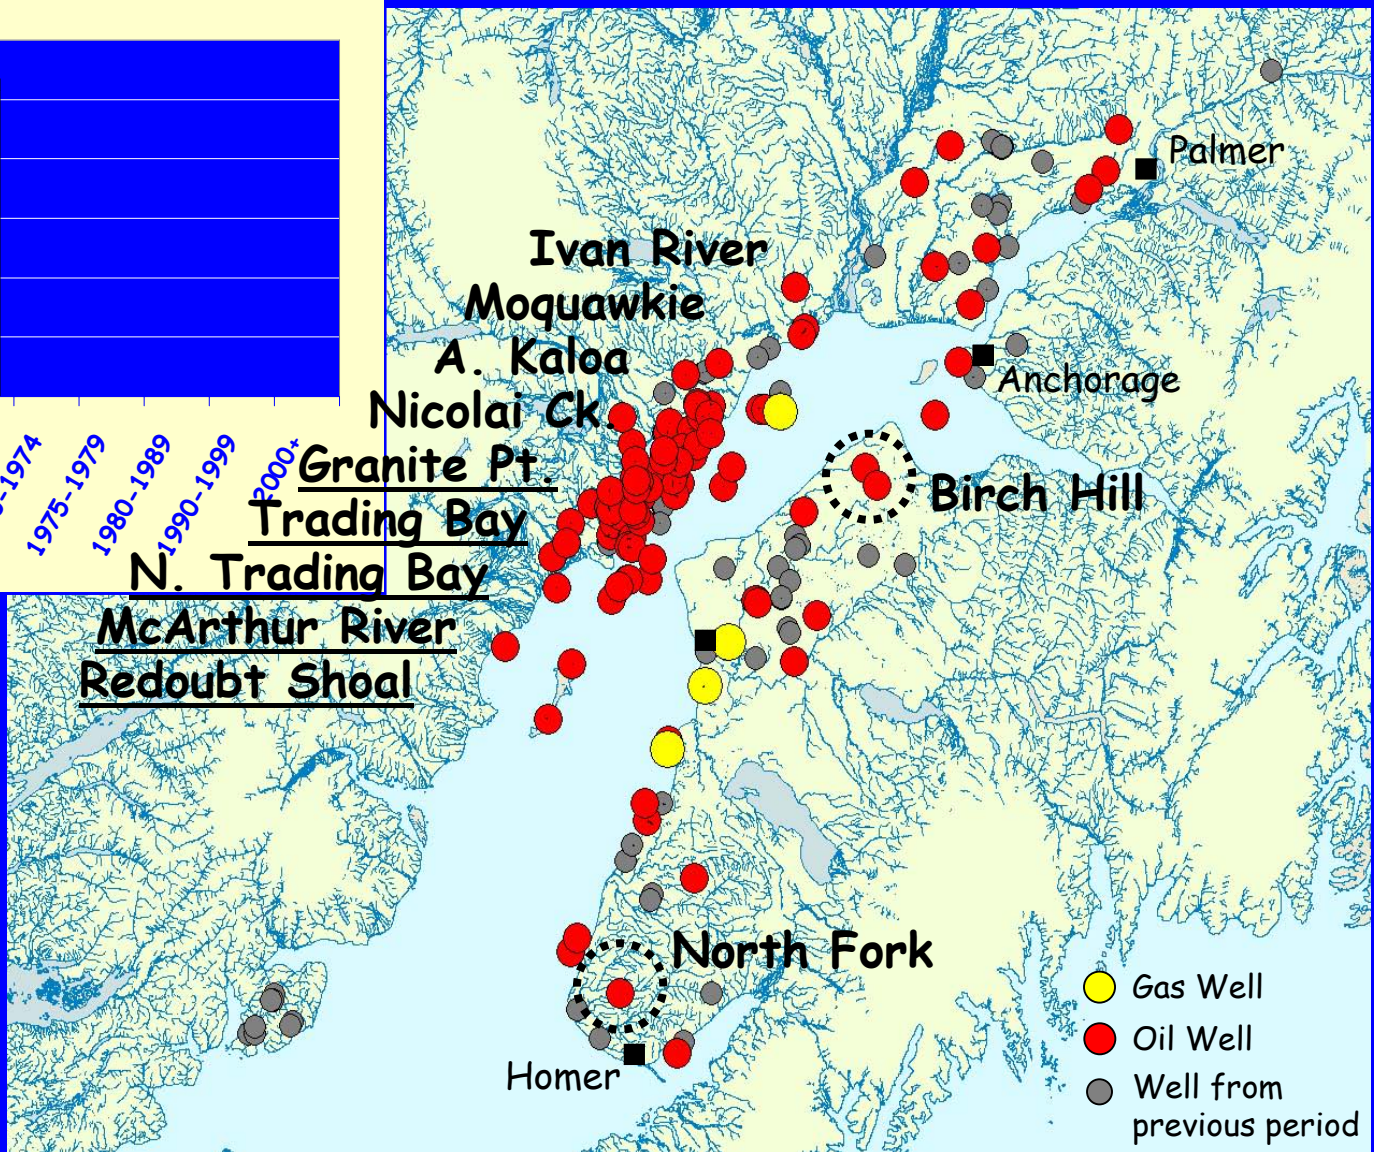 Palmer
Ivan River
Moquawkie
A. Kaloa
Anchorage
Nicolai Ck.
Granite Pt.
Birch Hill
Trading Bay
N. Trading Bay
McArthur River
Redoubt Shoal
-1974
1975-1979
1980-1989
1990-1999
2000+
North Fork
Homer
Gas Well
Oil Well
Well from
previous period